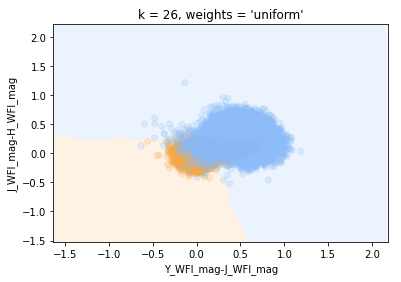 k = 26, weights = 'uniform'
J_WFI_mag-H_WFI_mag
2.0
1.5
1.0
0.5
0.0
−0.5
−1.0
−1.5
−1.5 −1.0 −0.5 0.0 0.5 1.0 1.5 2.0
Y_WFI_mag-J_WFI_mag